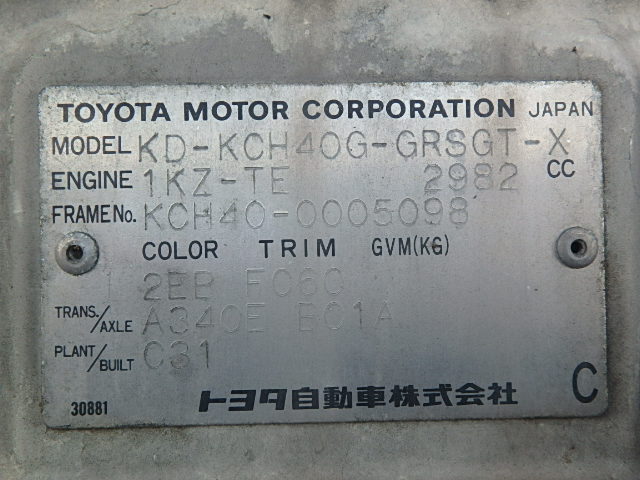 TOYOTA MOTOR CORPORATION JAPAN
MODEL KD-KCH40G-GRSGT-X
ENGINE 1KZ-TE 2982 CC
FRAME No. KCH40-0005098
COLOR TRIM GVM(KG)
2EB FC60
TRANS./AXLE A340E BC1A
PLANT/BUILT C31
30881 トヨタ自動車株式会社 C